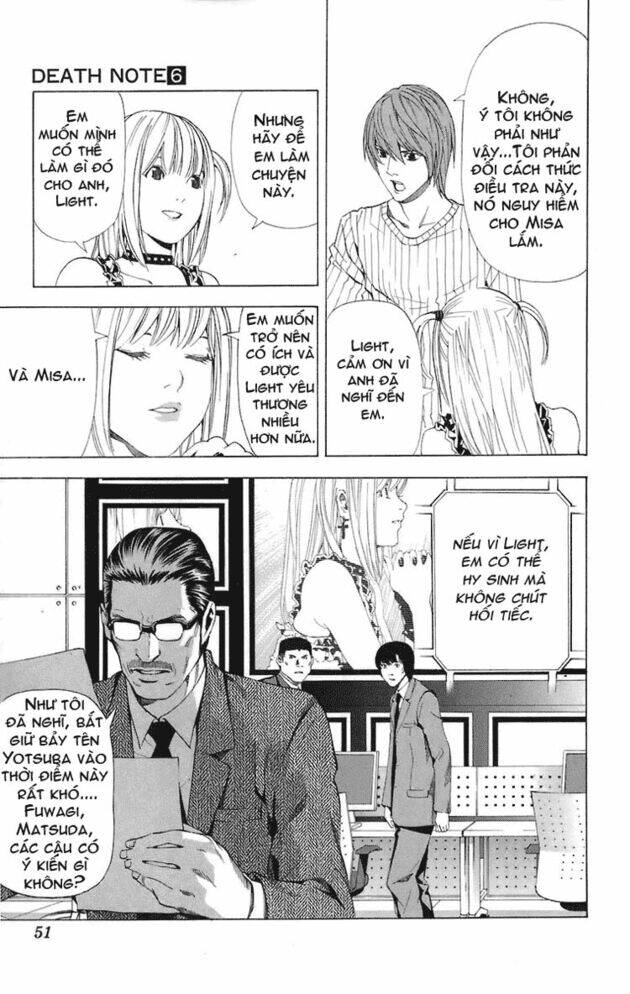 DEATH NOTE 6
KHÔNG,
Ý TÔI KHÔNG
PHẢI NHƯ
VẬY...TÔI PHẢN
ĐỐI CÁCH THỨC
ĐIỀU TRA NÀY,
NÓ NGUY HIỂM
CHO MISA
LẮM.
LIGHT,
CẢM ƠN VÌ
ANH ĐÃ
NGHĨ ĐẾN
EM.
NHƯNG
HÃY ĐỂ
EM LÀM
CHUYỆN
NÀY.
EM
MUỐN MÌNH
CÓ THỂ
LÀM GÌ ĐÓ
CHO ANH,
LIGHT.
EM MUỐN
TRỞ NÊN
CÓ ÍCH VÀ
ĐƯỢC
LIGHT YÊU
THƯƠNG
NHIỀU
HƠN NỮA.
VÀ MISA...
NẾU VÌ LIGHT,
EM CÓ THỂ
HY SINH MÀ
KHÔNG CHÚT
HỐI TIẾC.
NHƯ TÔI
ĐÃ NGHĨ, BẮT
GIỮ BẢY TÊN
YOTSUBA VÀO
THỜI ĐIỂM NÀY
RẤT KHÓ....
FUWAGI,
MATSUDA,
CÁC CẬU CÓ
Ý KIẾN GÌ
KHÔNG?
51